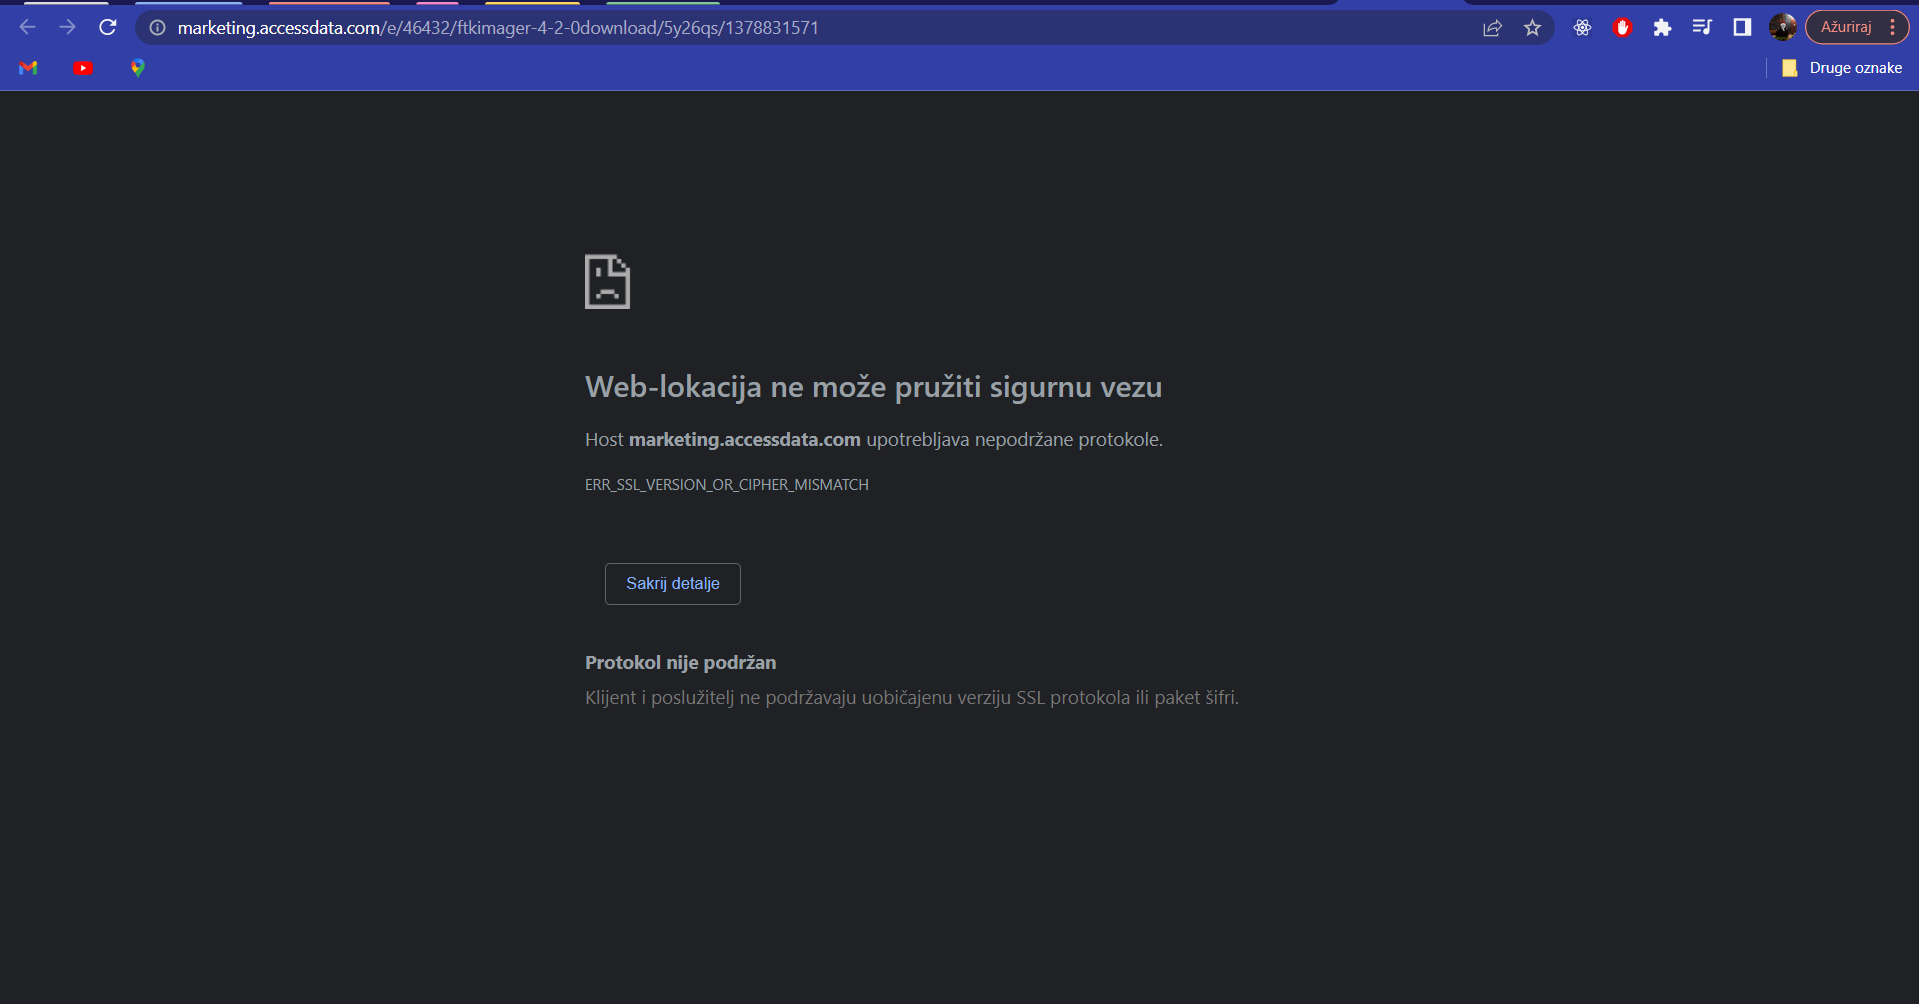 marketing.accessdata.com/e/46432/ftkimager-4-2-0download/5y26qs/1378831571
Ažuriraj
Druge oznake
Web-lokacija ne može pružiti sigurnu vezu
Host marketing.accessdata.com upotrebljava nepodržane protokole.
ERR_SSL_VERSION_OR_CIPHER_MISMATCH
Sakrij detalje
Protokol nije podržan
Klijent i poslužitelj ne podržavaju uobičajenu verziju SSL protokola ili paket šifri.